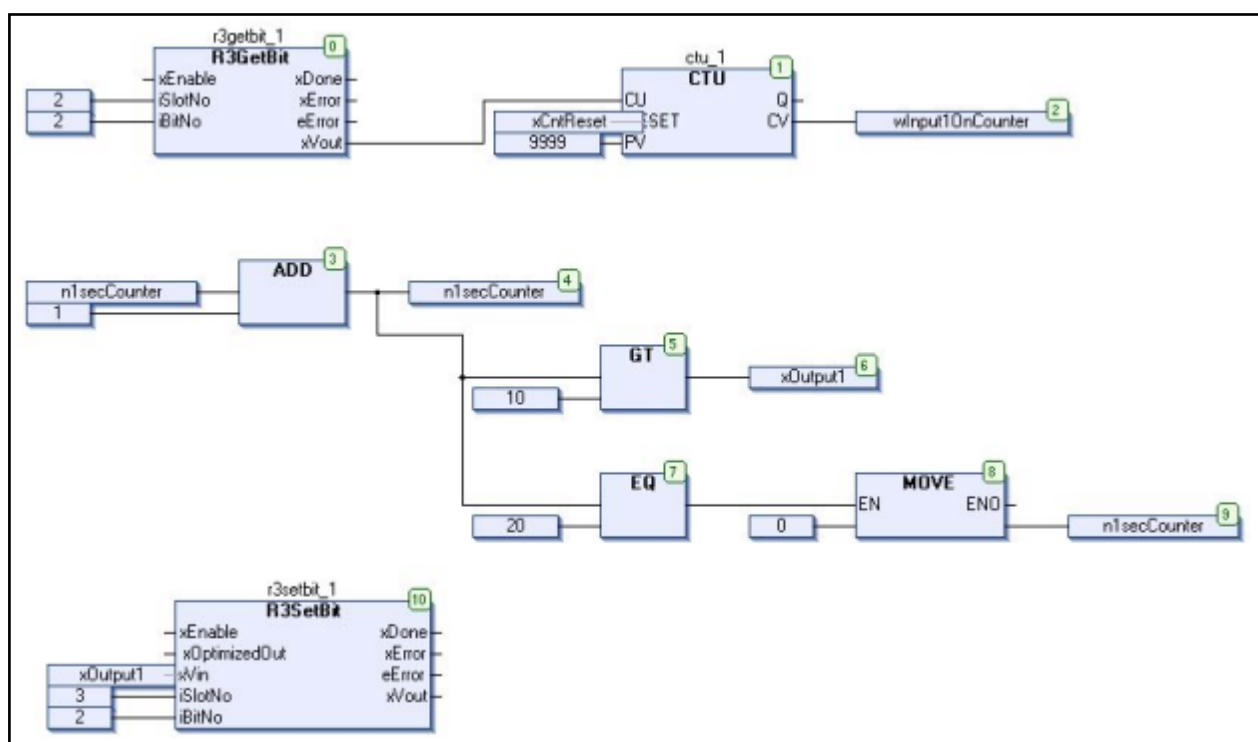 r3getbit_1
0
R3GetBit
xEnable xDone
2 iSlotNo xError
2 iBitNo eError
xVout
ctu_1
1
CTU
CU Q
xCntReset SET CV
9999 PV
2
wInput1OnCounter
3
ADD
n1secCounter
1
4
n1secCounter
5
GT
10
6
xOutput1
7
EQ
20
8
MOVE
EN ENO
0
9
n1secCounter
r3setbit_1
10
R3SetBit
xEnable xDone
xOptimizedOut xError
xOutput1 xVin eError
3 iSlotNo xVout
2 iBitNo